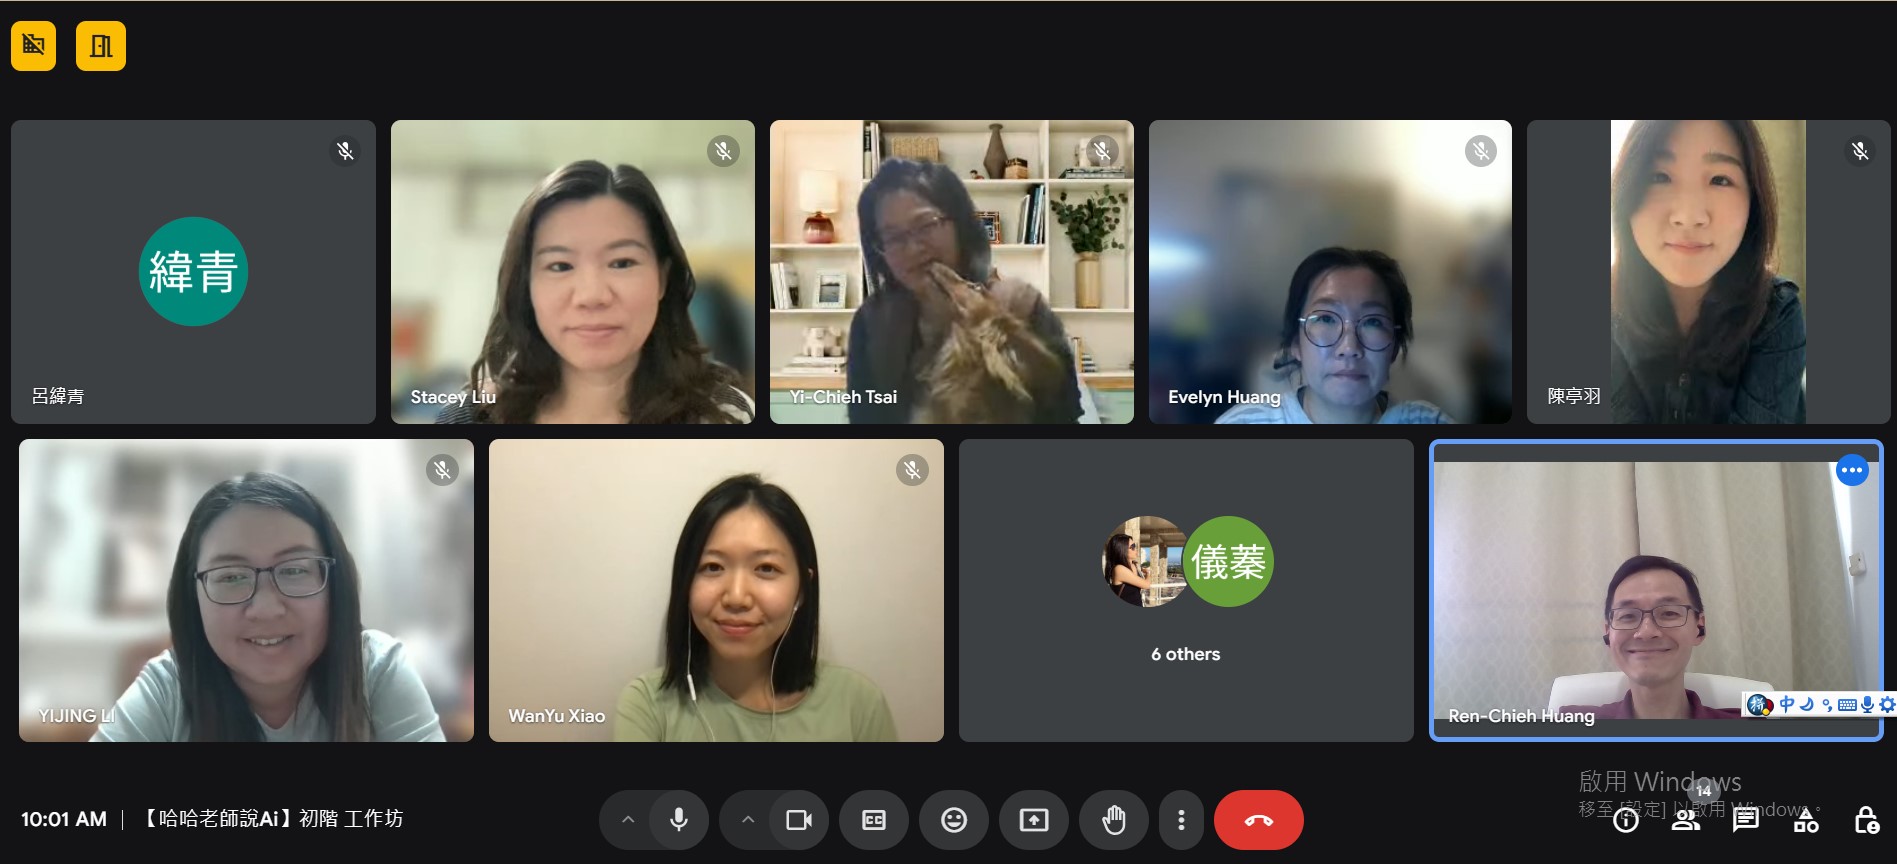 緯青
呂緯青
Stacey Liu
Yi-Chieh Tsai
Evelyn Huang
陳亭羽
YIJING LI
WanYu Xiao
儀蓁
6 others
Ren-Chieh Huang
拼 中
啟用 Windows
移至 [設定] 以啟用 Windows。
14
10:01 AM | 【哈哈老師說Ai】初階 工作坊
CC